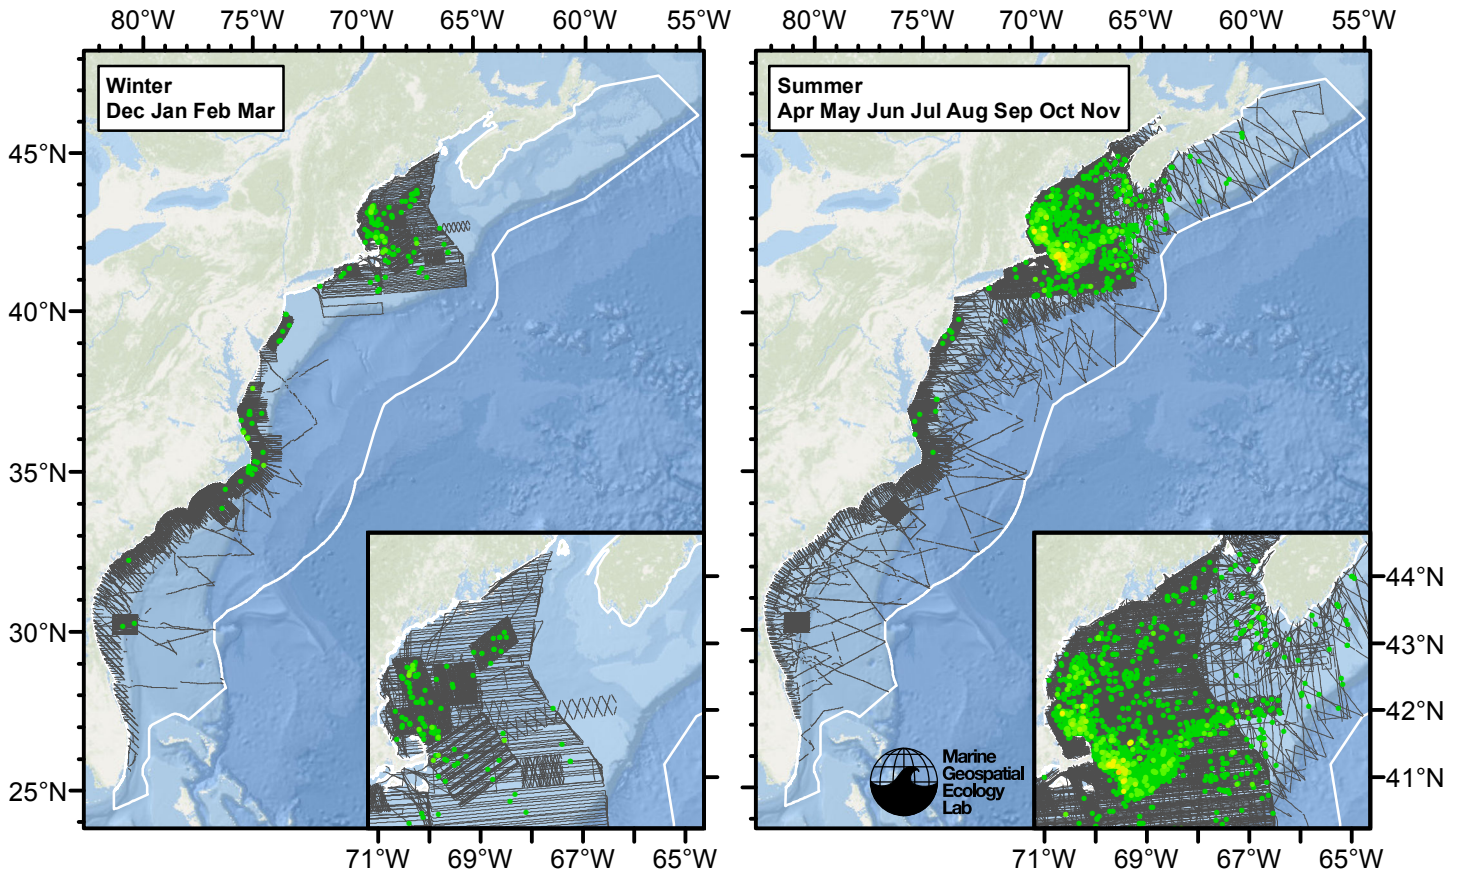 80°W 75°W 70°W 65°W 60°W 55°W
80°W 75°W 70°W 65°W 60°W 55°W
Winter
Dec Jan Feb Mar
Summer
Apr May Jun Jul Aug Sep Oct Nov
45°N
40°N
35°N
30°N
25°N
44°N
43°N
42°N
41°N
Marine
Geospatial
Ecology
Lab
71°W 69°W 67°W 65°W
71°W 69°W 67°W 65°W